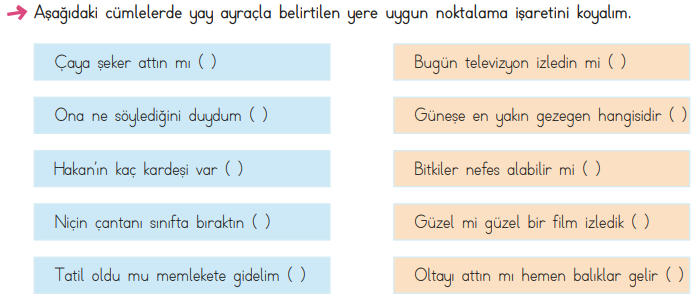 Aşağıdaki cümlelerde yay ayraçla belirtilen yere uygun noktalama işaretini koyalım.
Çaya şeker attın mı ( )
Ona ne söylediğini duydum ( )
Hakan'ın kaç kardeşi var ( )
Niçin çantanı sınıfta bıraktın ( )
Tatil oldu mu memlekete gidelim ( )
Bugün televizyon izledin mi ( )
Güneşe en yakın gezegen hangisidir ( )
Bitkiler nefes alabilir mi ( )
Güzel mi güzel bir film izledik ( )
Oltayı attın mı hemen balıklar gelir ( )